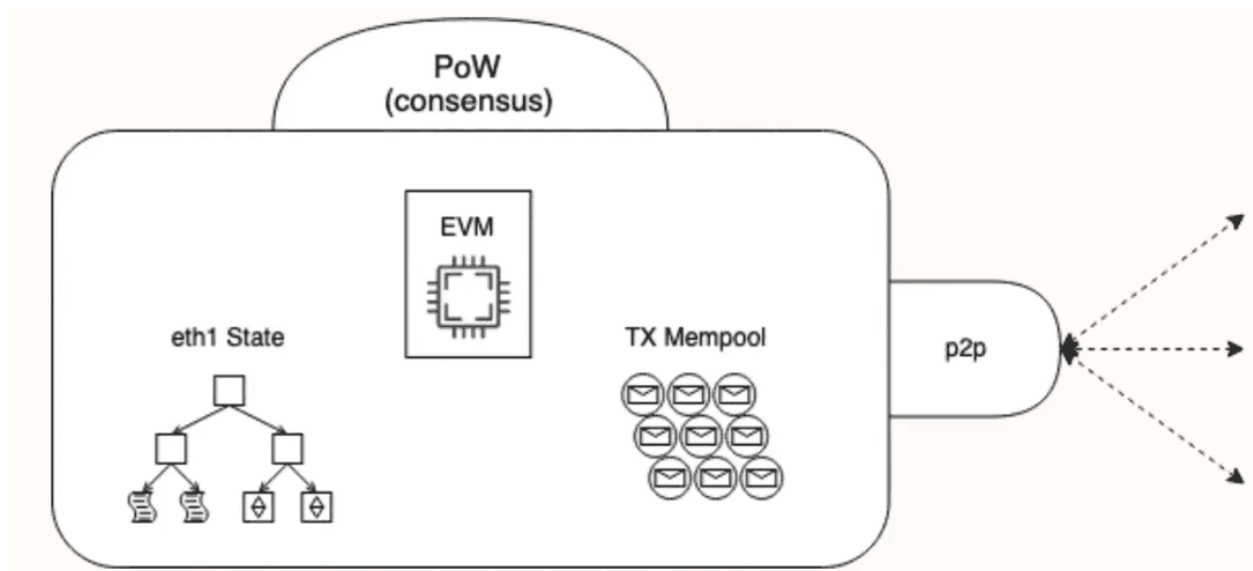 PoW
(consensus)
EVM
eth1 State
TX Mempool
p2p